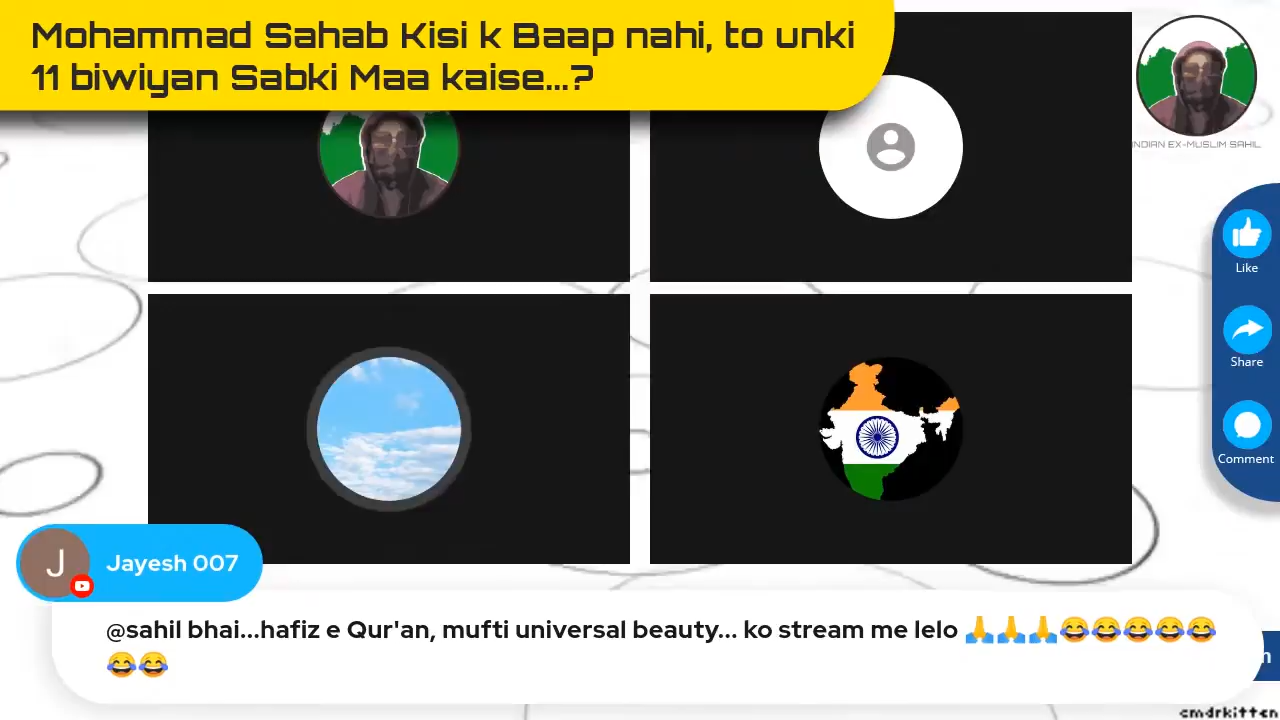 Mohammad Sahab Kisi k Baap nahi, to unki
11 biwiyan Sabki Maa kaise...?
INDIAN EX-MUSLIM SAHIL
Like
Share
Comment
J
Jayesh 007
@sahil bhai...hafiz e Qur'an, mufti universal beauty... ko stream me lelo 🙏🙏🙏😂😂😂😂😂
😂😂
cmdrkitten